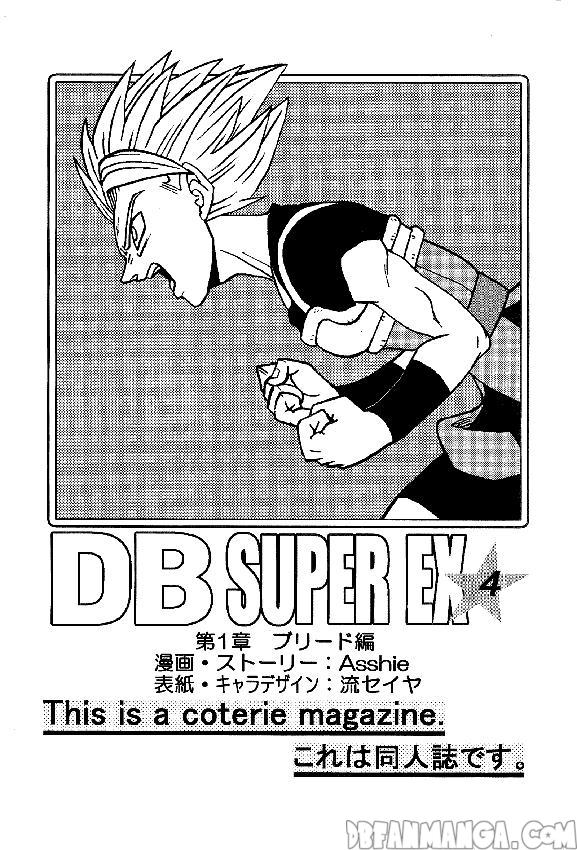 DB SUPER EX 4
第1章 ブリード編
漫画・ストーリー：Asshie
表紙・キャラデザイン：流セイヤ
This is a coterie magazine.
これは同人誌です。
DBFANMANGA.COM